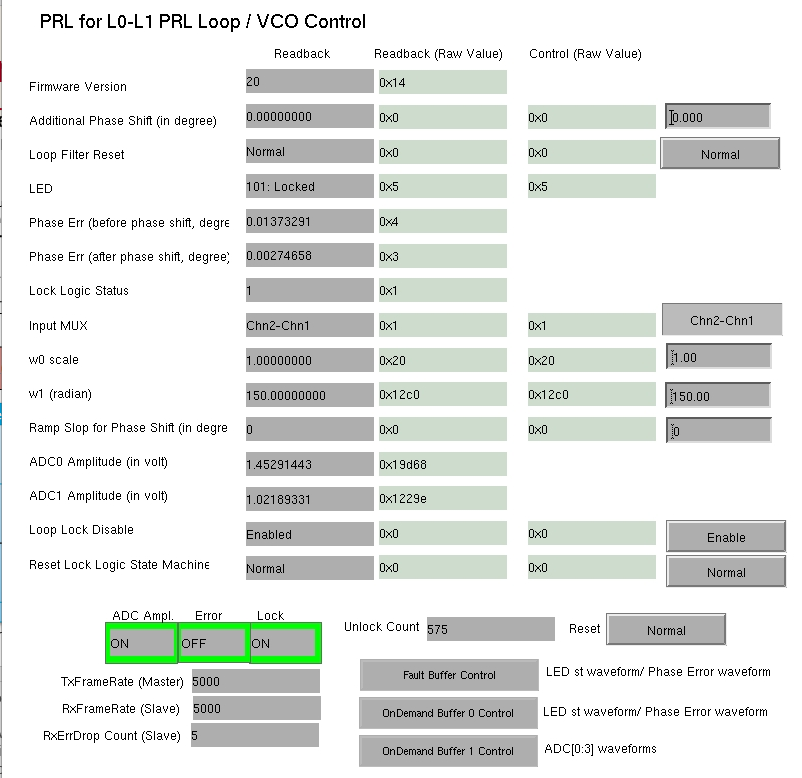 PRL for L0-L1 PRL Loop / VCO Control
Readback Readback (Raw Value) Control (Raw Value)
Firmware Version 20 0x14
Additional Phase Shift (in degree) 0.00000000 0x0 0x0 0.000
Loop Filter Reset Normal 0x0 0x0 Normal
LED 101: Locked 0x5 0x5
Phase Err (before phase shift, degre 0.01373291 0x4
Phase Err (after phase shift, degree) 0.00274658 0x3
Lock Logic Status 1 0x1
Input MUX Chn2-Chn1 0x1 0x1 Chn2-Chn1
w0 scale 1.00000000 0x20 0x20 1.00
w1 (radian) 150.00000000 0x12c0 0x12c0 150.00
Ramp Slop for Phase Shift (in degre 0 0x0 0x0 0
ADC0 Amplitude (in volt) 1.45291443 0x19d68
ADC1 Amplitude (in volt) 1.02189331 0x1229e
Loop Lock Disable Enabled 0x0 0x0 Enable
Reset Lock Logic State Machine Normal 0x0 0x0 Normal
ADC Ampl. Error Lock
ON OFF ON
Unlock Count 575 Reset Normal
TxFrameRate (Master) 5000
RxFrameRate (Slave) 5000
RxErrDrop Count (Slave) 5
Fault Buffer Control LED st waveform/ Phase Error waveform
OnDemand Buffer 0 Control LED st waveform/ Phase Error waveform
OnDemand Buffer 1 Control ADC[0:3] waveforms